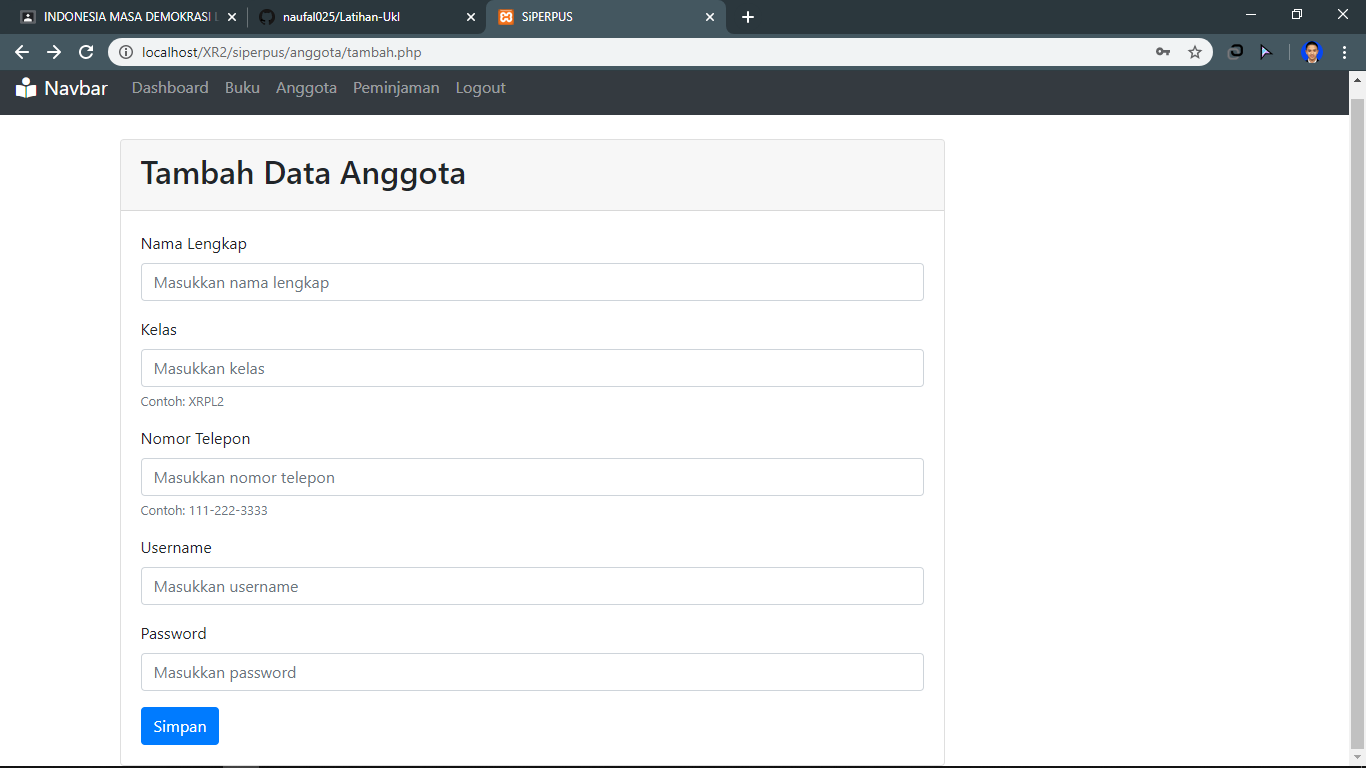 INDONESIA MASA DEMOKRASI
naufal025/Latihan-Ukl
SiPERPUS
localhost/XR2/siperpus/anggota/tambah.php
Navbar Dashboard Buku Anggota Peminjaman Logout
Tambah Data Anggota
Nama Lengkap
Masukkan nama lengkap
Kelas
Masukkan kelas
Contoh: XRPL2
Nomor Telepon
Masukkan nomor telepon
Contoh: 111-222-3333
Username
Masukkan username
Password
Masukkan password
Simpan